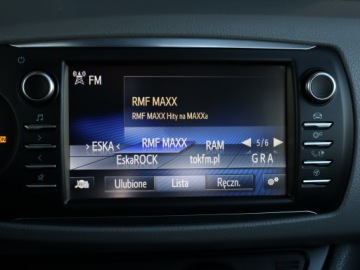 FM
RMF MAXX
RMF MAXX Hity na MAXXa
›ESKA‹ RMF MAXX RAM ◄ 5/6 ►
EskaROCK tokfm.pl G R A
Ulubione Lista Ręczn.